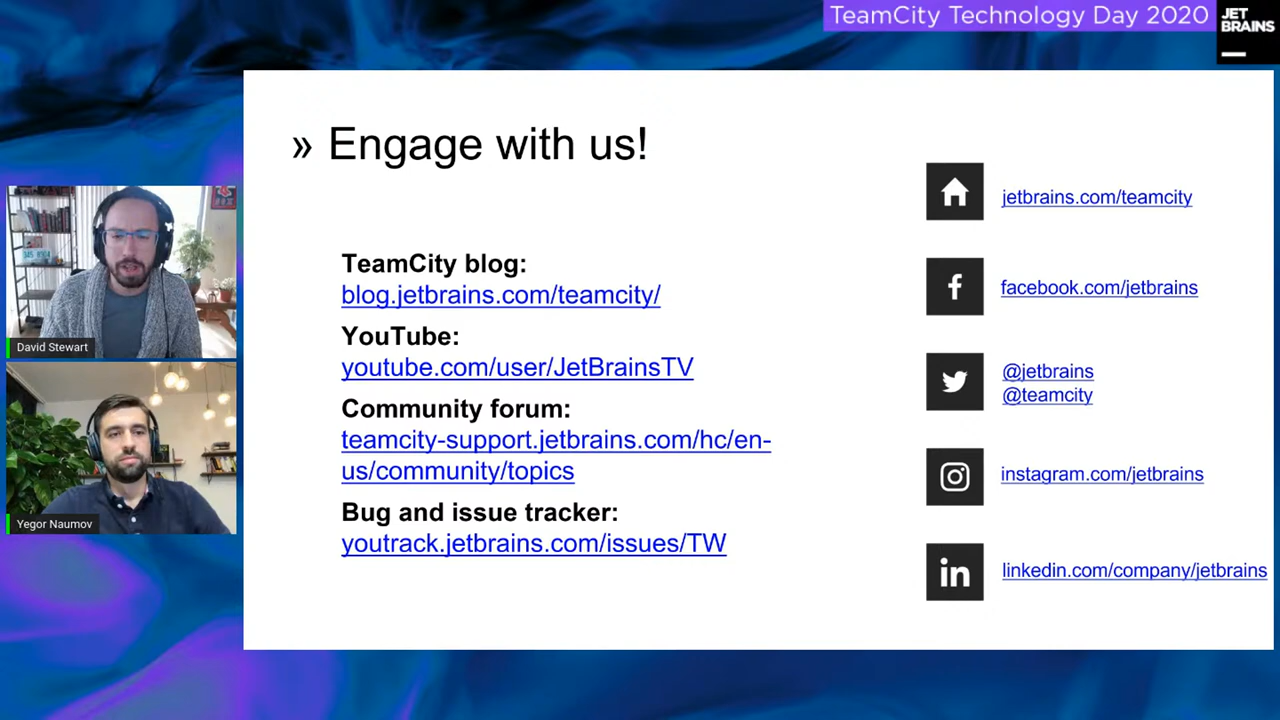 TeamCity Technology Day 2020
JET
BRAINS
» Engage with us!
TeamCity blog:
blog.jetbrains.com/teamcity/
YouTube:
youtube.com/user/JetBrainsTV
Community forum:
teamcity-support.jetbrains.com/hc/en-
us/community/topics
Bug and issue tracker:
youtrack.jetbrains.com/issues/TW
jetbrains.com/teamcity
facebook.com/jetbrains
@jetbrains
@teamcity
instagram.com/jetbrains
in
linkedin.com/company/jetbrains
David Stewart
Yegor Naumov